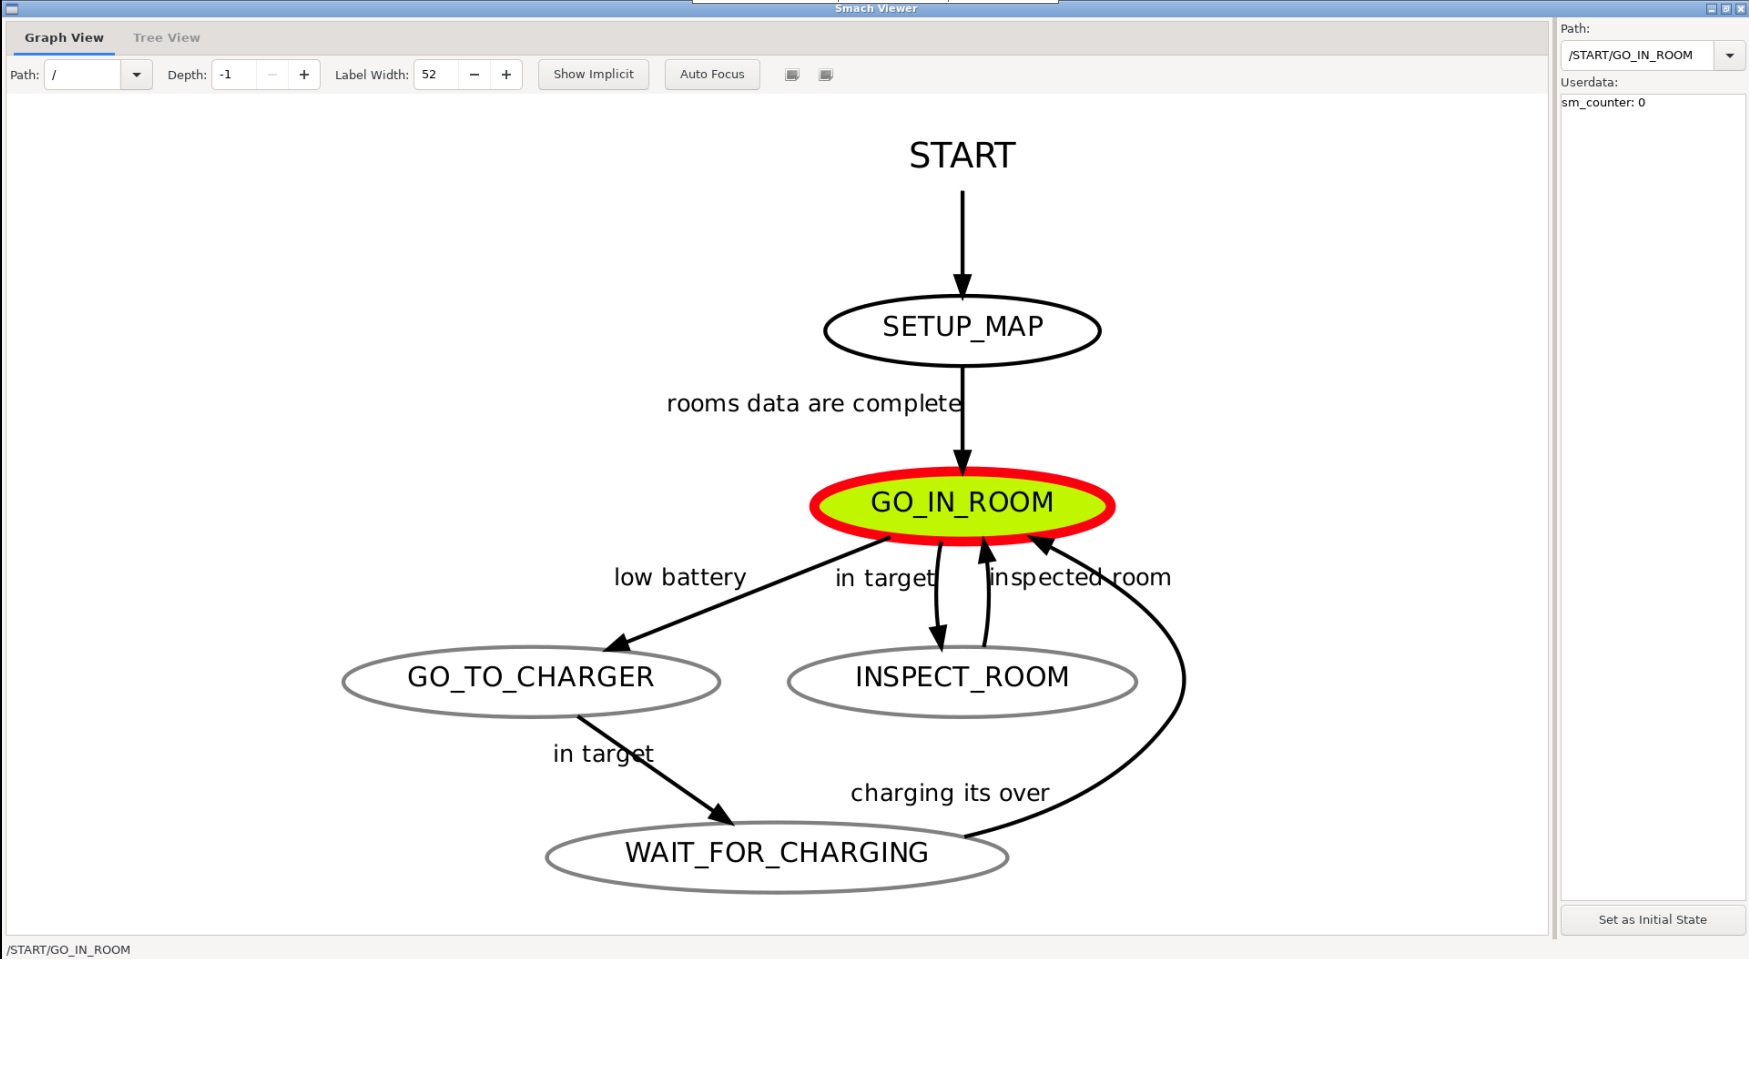 Smach Viewer
Graph View Tree View
Path: / Depth: -1 − + Label Width: 52 − + Show Implicit Auto Focus
START
SETUP_MAP
rooms data are complete
GO_IN_ROOM
low battery in target inspected room
GO_TO_CHARGER INSPECT_ROOM
in target
charging its over
WAIT_FOR_CHARGING
/START/GO_IN_ROOM
Path:
/START/GO_IN_ROOM
Userdata:
sm_counter: 0
Set as Initial State